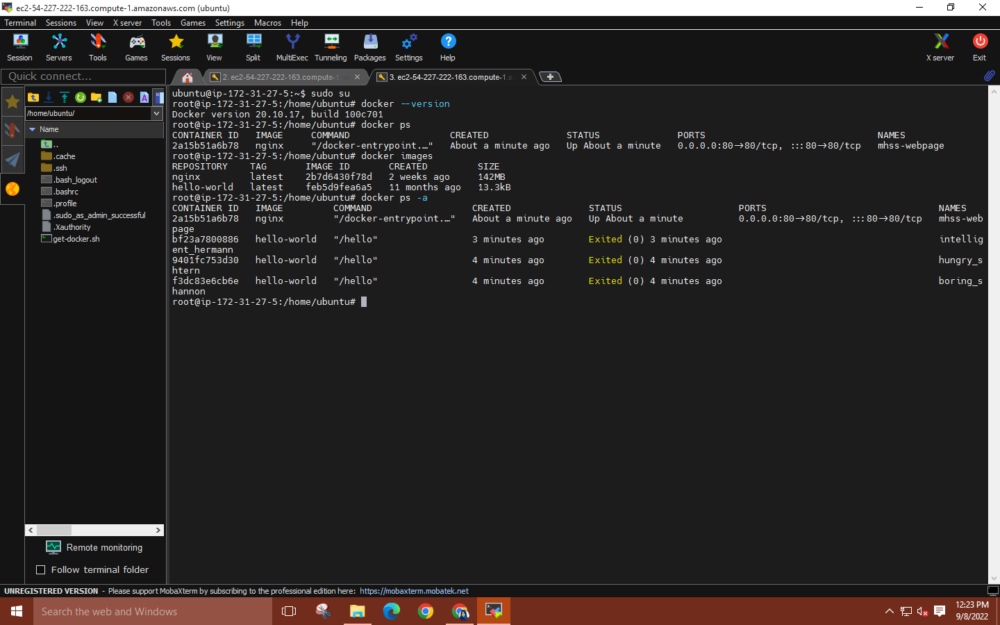 ec2-54-227-222-163.compute-1.amazonaws.com (ubuntu)
Terminal Sessions View X server Tools Games Settings Macros Help
Session Servers Tools Games Sessions View Split MultiExec Tunneling Packages Settings Help X server Exit
Quick connect...
2. ec2-54-227-222-163.compute-1
3. ec2-54-227-222-163.compute-1.a
/home/ubuntu/
Name
..
.cache
.ssh
.bash_logout
.bashrc
.profile
.sudo_as_admin_successful
.Xauthority
get-docker.sh
Remote monitoring
Follow terminal folder
ubuntu@ip-172-31-27-5:~$ sudo su
root@ip-172-31-27-5:/home/ubuntu# docker --version
Docker version 20.10.17, build 100c701
root@ip-172-31-27-5:/home/ubuntu# docker ps
CONTAINER ID IMAGE COMMAND CREATED STATUS PORTS NAMES
2a15b51a6b78 nginx "/docker-entrypoint.…" About a minute ago Up About a minute 0.0.0.0:80->80/tcp, :::80->80/tcp mhss-webpage
root@ip-172-31-27-5:/home/ubuntu# docker images
REPOSITORY TAG IMAGE ID CREATED SIZE
nginx latest 2b7d6430f78d 2 weeks ago 142MB
hello-world latest feb5d9fea6a5 11 months ago 13.3kB
root@ip-172-31-27-5:/home/ubuntu# docker ps -a
CONTAINER ID IMAGE COMMAND CREATED STATUS PORTS NAMES
2a15b51a6b78 nginx "/docker-entrypoint.…" About a minute ago Up About a minute 0.0.0.0:80->80/tcp, :::80->80/tcp mhss-web
page
bf23a7800886 hello-world "/hello" 3 minutes ago Exited (0) 3 minutes ago intellig
ent_hermann
9401fc753d30 hello-world "/hello" 4 minutes ago Exited (0) 4 minutes ago hungry_s
htern
f3dc83e6cb6e hello-world "/hello" 4 minutes ago Exited (0) 4 minutes ago boring_s
hannon
root@ip-172-31-27-5:/home/ubuntu#
UNREGISTERED VERSION - Please support MobaXterm by subscribing to the professional edition here: https://mobaxterm.mobatek.net
Search the web and Windows
12:23 PM
9/8/2022